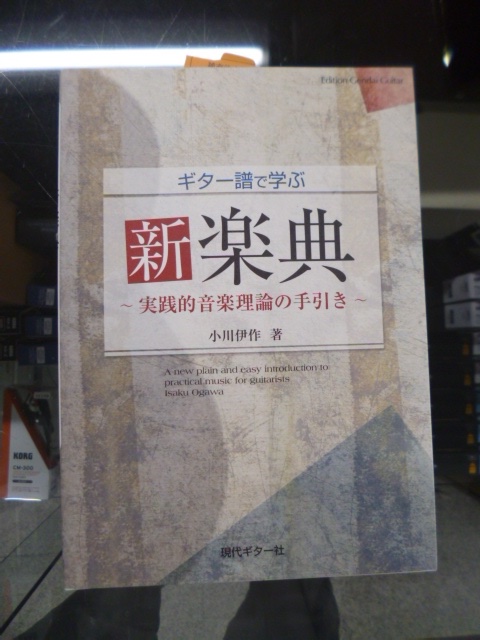 Edition Gendai Guitar
ギター譜で学ぶ
新楽典
～実践的音楽理論の手引き～
小川伊作 著
A new plain and easy introduction to
practical music for guitarists
Isaku Ogawa
現代ギター社
KORG